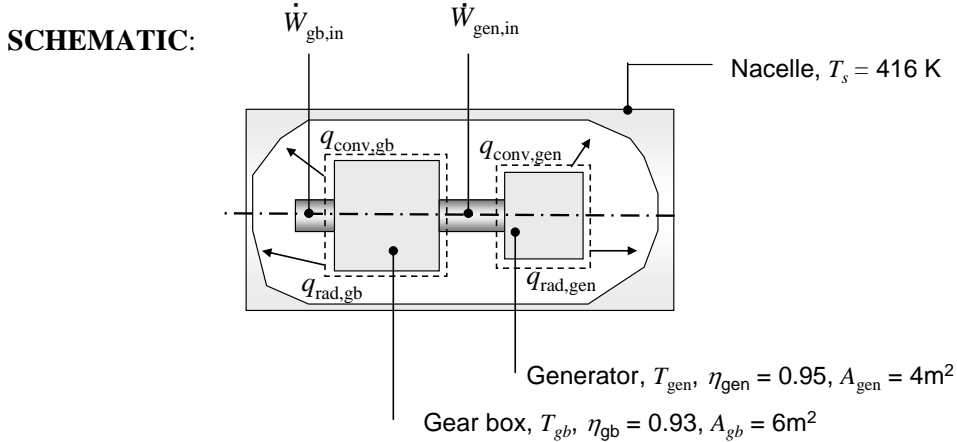 Ẇgb,in Ẇgen,in
SCHEMATIC:
Nacelle, Ts = 416 K
qconv,gb qconv,gen
qrad,gb qrad,gen
Generator, Tgen, ηgen = 0.95, Agen = 4m²
Gear box, Tgb, ηgb = 0.93, Agb = 6m²